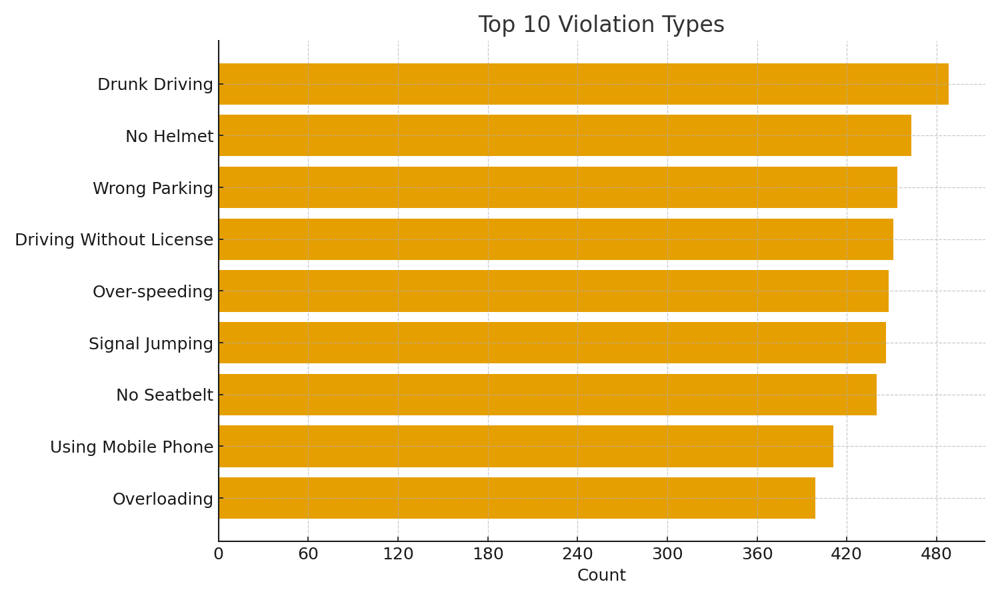 Top 10 Violation Types
Drunk Driving
No Helmet
Wrong Parking
Driving Without License
Over-speeding
Signal Jumping
No Seatbelt
Using Mobile Phone
Overloading
0 60 120 180 240 300 360 420 480
Count